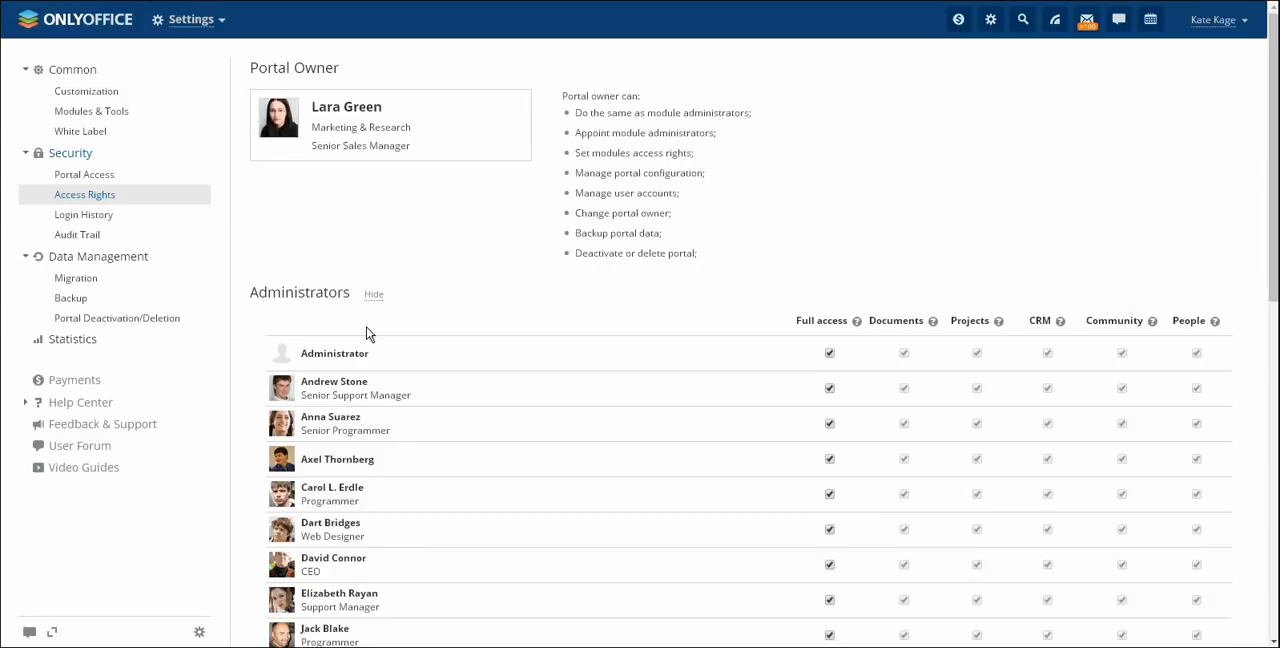 ONLYOFFICE Settings >100 Kate Kage
Common
Customization
Modules & Tools
White Label
Security
Portal Access
Access Rights
Login History
Audit Trail
Data Management
Migration
Backup
Portal Deactivation/Deletion
Statistics
Payments
? Help Center
Feedback & Support
User Forum
Video Guides
Portal Owner
Lara Green
Marketing & Research
Senior Sales Manager
Portal owner can:
Do the same as module administrators;
Appoint module administrators;
Set modules access rights;
Manage portal configuration;
Manage user accounts;
Change portal owner;
Backup portal data;
Deactivate or delete portal;
Administrators Hide
Full access ? Documents ? Projects ? CRM ? Community ? People ?
Administrator
Andrew Stone
Senior Support Manager
Anna Suarez
Senior Programmer
Axel Thornberg
Carol L. Erdle
Programmer
Dart Bridges
Web Designer
David Connor
CEO
Elizabeth Rayan
Support Manager
Jack Blake
Programmer